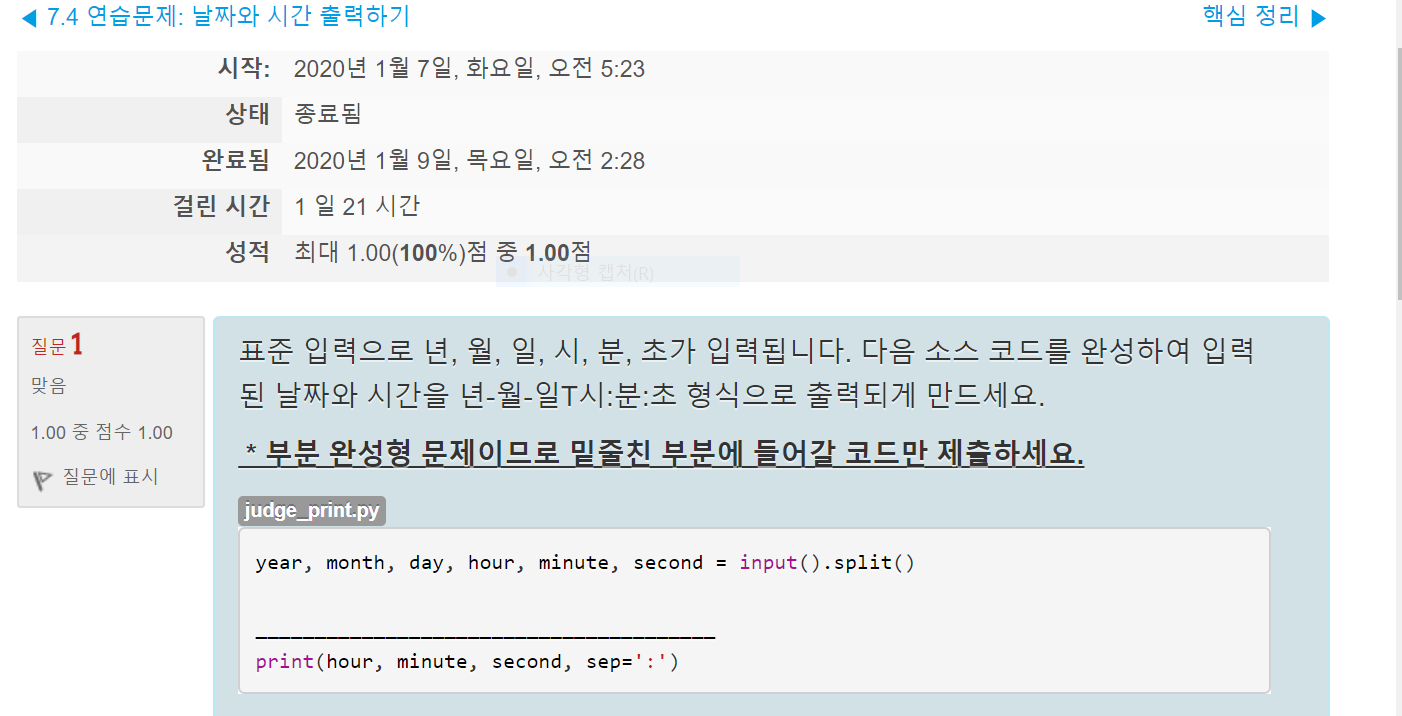 ◀ 7.4 연습문제: 날짜와 시간 출력하기
핵심 정리 ▶
시작: 2020년 1월 7일, 화요일, 오전 5:23
상태 종료됨
완료됨 2020년 1월 9일, 목요일, 오전 2:28
걸린 시간 1 일 21 시간
성적 최대 1.00(100%)점 중 1.00점
사각형 캡처(R)
질문 1
맞음
1.00 중 점수 1.00
질문에 표시
표준 입력으로 년, 월, 일, 시, 분, 초가 입력됩니다. 다음 소스 코드를 완성하여 입력
된 날짜와 시간을 년-월-일T시:분:초 형식으로 출력되게 만드세요.
* 부분 완성형 문제이므로 밑줄친 부분에 들어갈 코드만 제출하세요.
judge_print.py
year, month, day, hour, minute, second = input().split()
_______________________________________
print(hour, minute, second, sep=':')